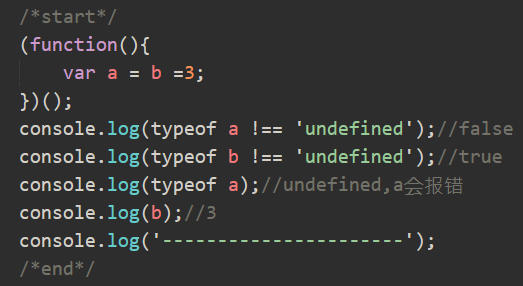 /*start*/
(function(){
    var a = b =3;
})();
console.log(typeof a !== 'undefined');//false
console.log(typeof b !== 'undefined');//true
console.log(typeof a);//undefined,a会报错
console.log(b);//3
console.log('----------------------');
/*end*/